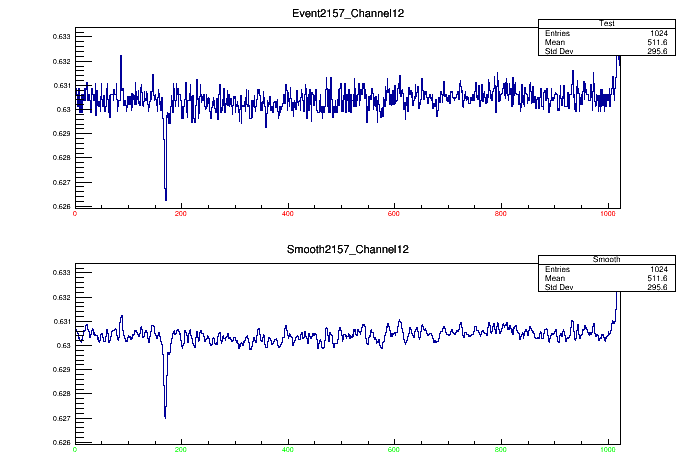 Event2157_Channel12
Test
Entries 1024
Mean 511.6
Std Dev 295.6
0.633
0.632
0.631
0.63
0.629
0.628
0.627
0.626
0 200 400 600 800 1000
Smooth2157_Channel12
Smooth
Entries 1024
Mean 511.6
Std Dev 295.6
0.633
0.632
0.631
0.63
0.629
0.628
0.627
0.626
0 200 400 600 800 1000